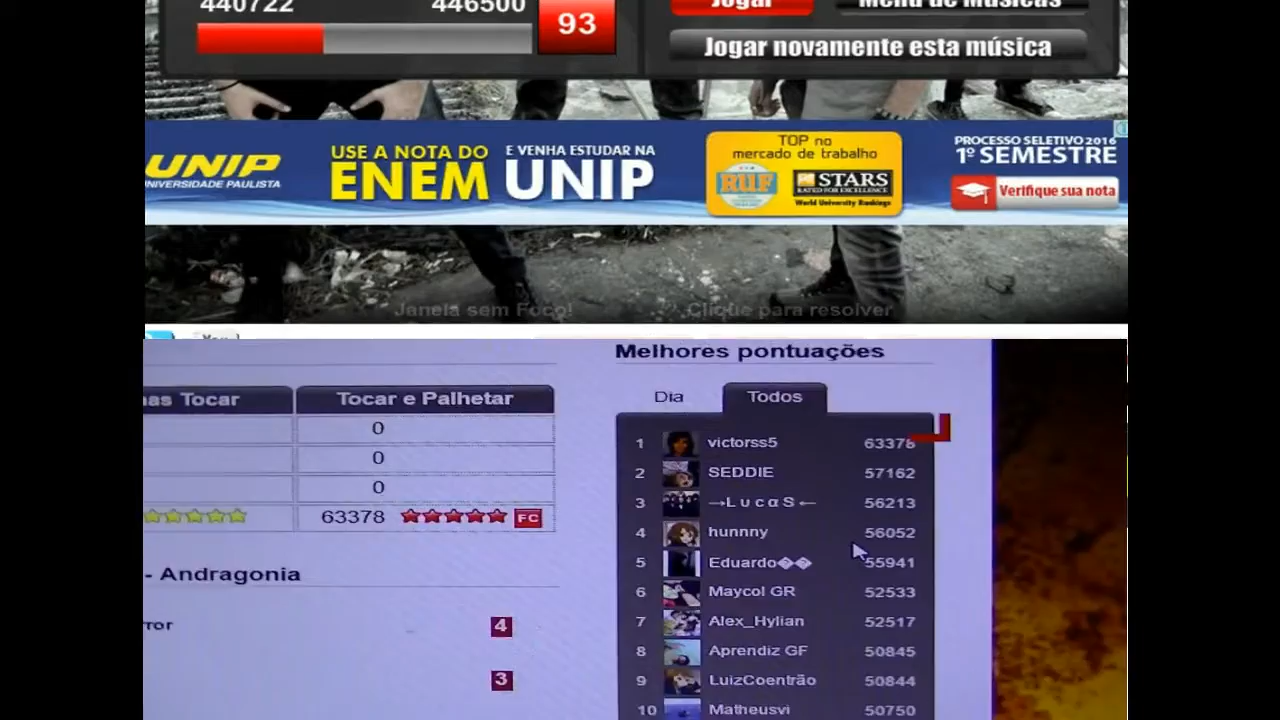 440722 446500
93
Jogar
Menu de Músicas
Jogar novamente esta música
UNIP
UNIVERSIDADE PAULISTA
USE A NOTA DO
ENEM
E VENHA ESTUDAR NA
UNIP
TOP no
mercado de trabalho
RUF
STARS
RATED FOR EXCELLENCE
World University Rankings
PROCESSO SELETIVO 2016
1º SEMESTRE
Verifique sua nota
Janela sem Foco! Clique para resolver
You
Melhores pontuações
as Tocar Tocar e Palhetar
0
0
0
63378 FC
- Andragonia
rror 4
3
Dia Todos
1 victorss5 63378
2 SEDDIE 57162
3 →L υ c α S ← 56213
4 hunnny 56052
5 Eduardo�� 55941
6 Maycol GR 52533
7 Alex_Hylian 52517
8 Aprendiz GF 50845
9 LuizCoentrão 50844
10 Matheusvi 50750